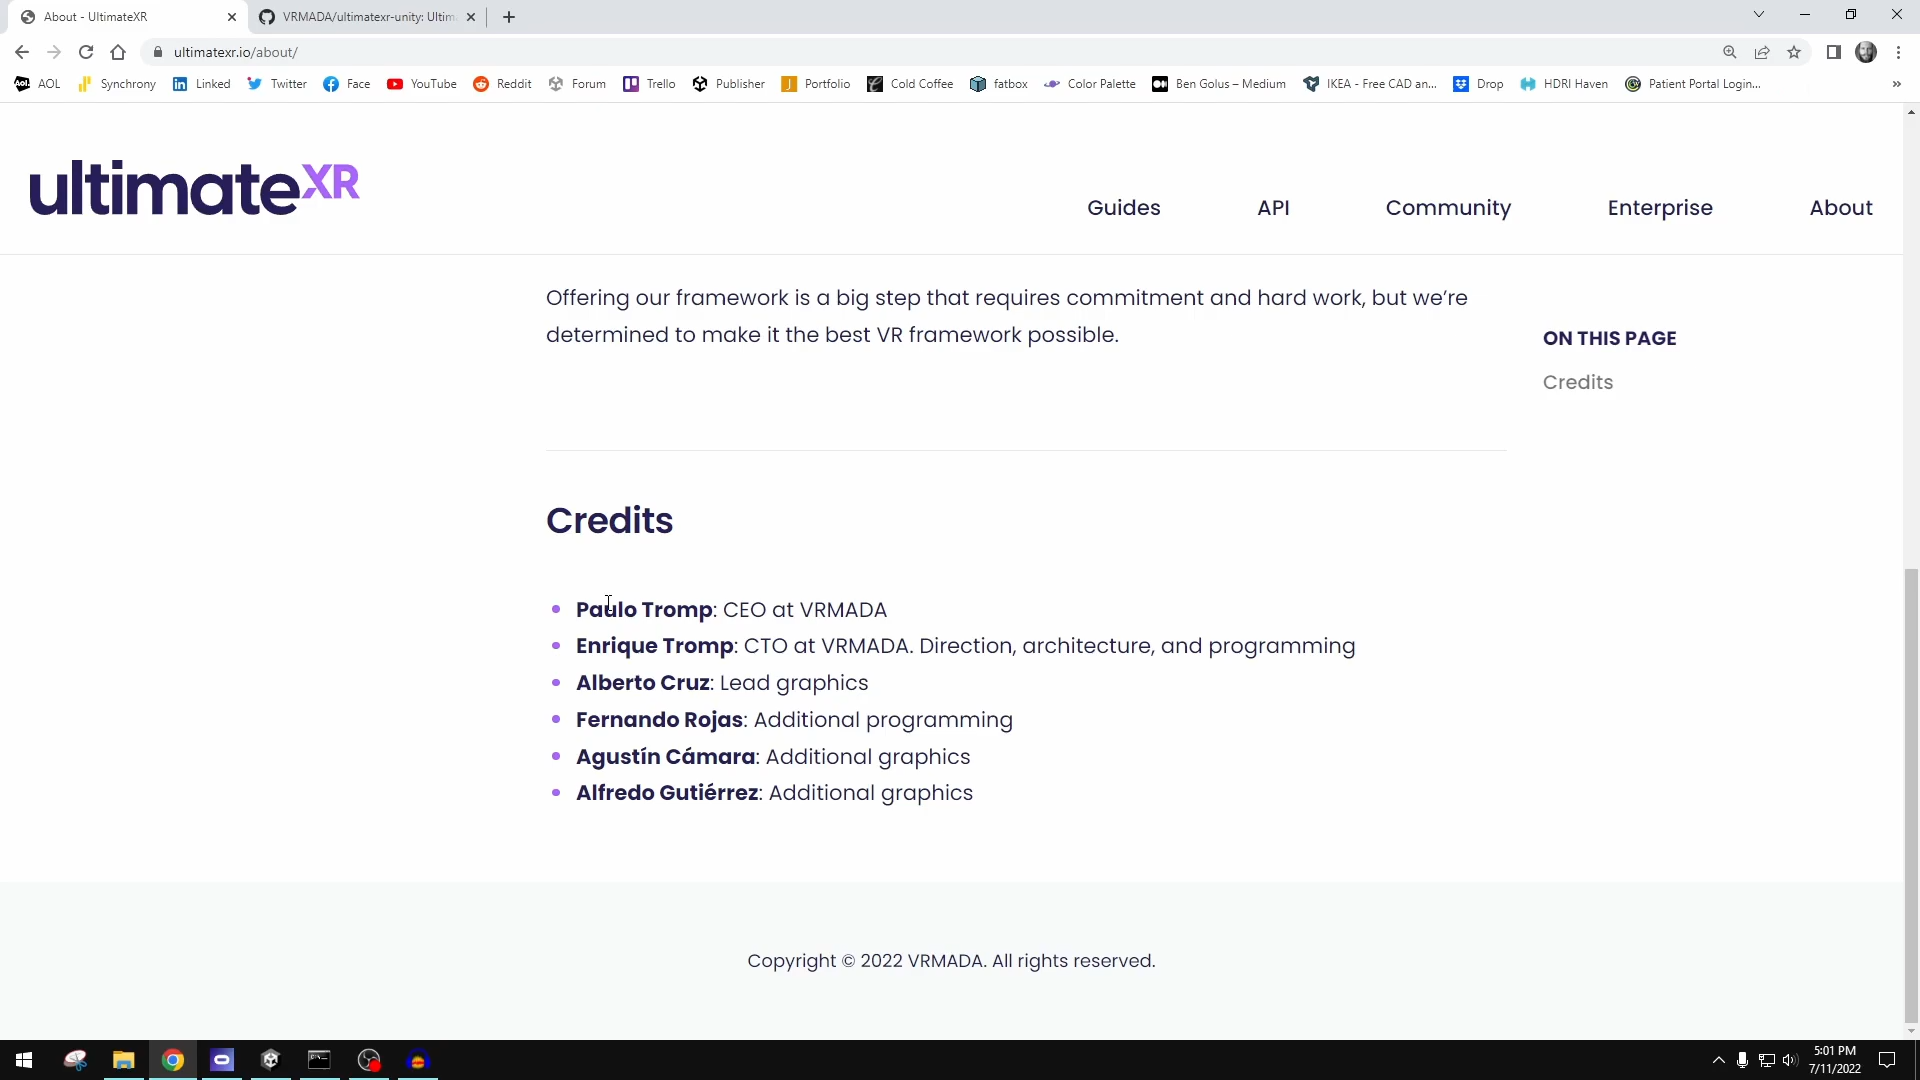 About - UltimateXR
VRMADA/ultimatexr-unity: Ultim
ultimatexr.io/about/
AOL Synchrony Linked Twitter Face YouTube Reddit Forum Trello Publisher Portfolio Cold Coffee fatbox Color Palette Ben Golus – Medium IKEA - Free CAD an... Drop HDRI Haven Patient Portal Login...
ultimateXR
Guides API Community Enterprise About
Offering our framework is a big step that requires commitment and hard work, but we’re
determined to make it the best VR framework possible.
ON THIS PAGE
Credits
Credits
Paulo Tromp: CEO at VRMADA
Enrique Tromp: CTO at VRMADA. Direction, architecture, and programming
Alberto Cruz: Lead graphics
Fernando Rojas: Additional programming
Agustín Cámara: Additional graphics
Alfredo Gutiérrez: Additional graphics
Copyright © 2022 VRMADA. All rights reserved.
5:01 PM
7/11/2022